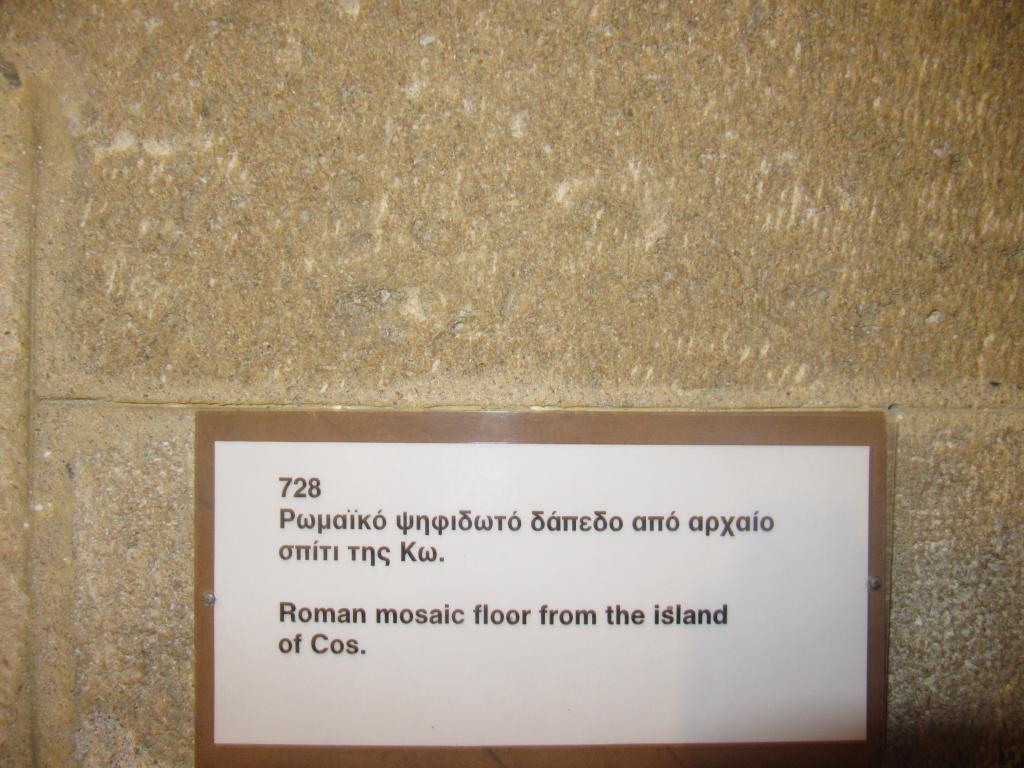 728
Ρωμαϊκό ψηφιδωτό δάπεδο από αρχαίο
σπίτι της Κω.
Roman mosaic floor from the island
of Cos.